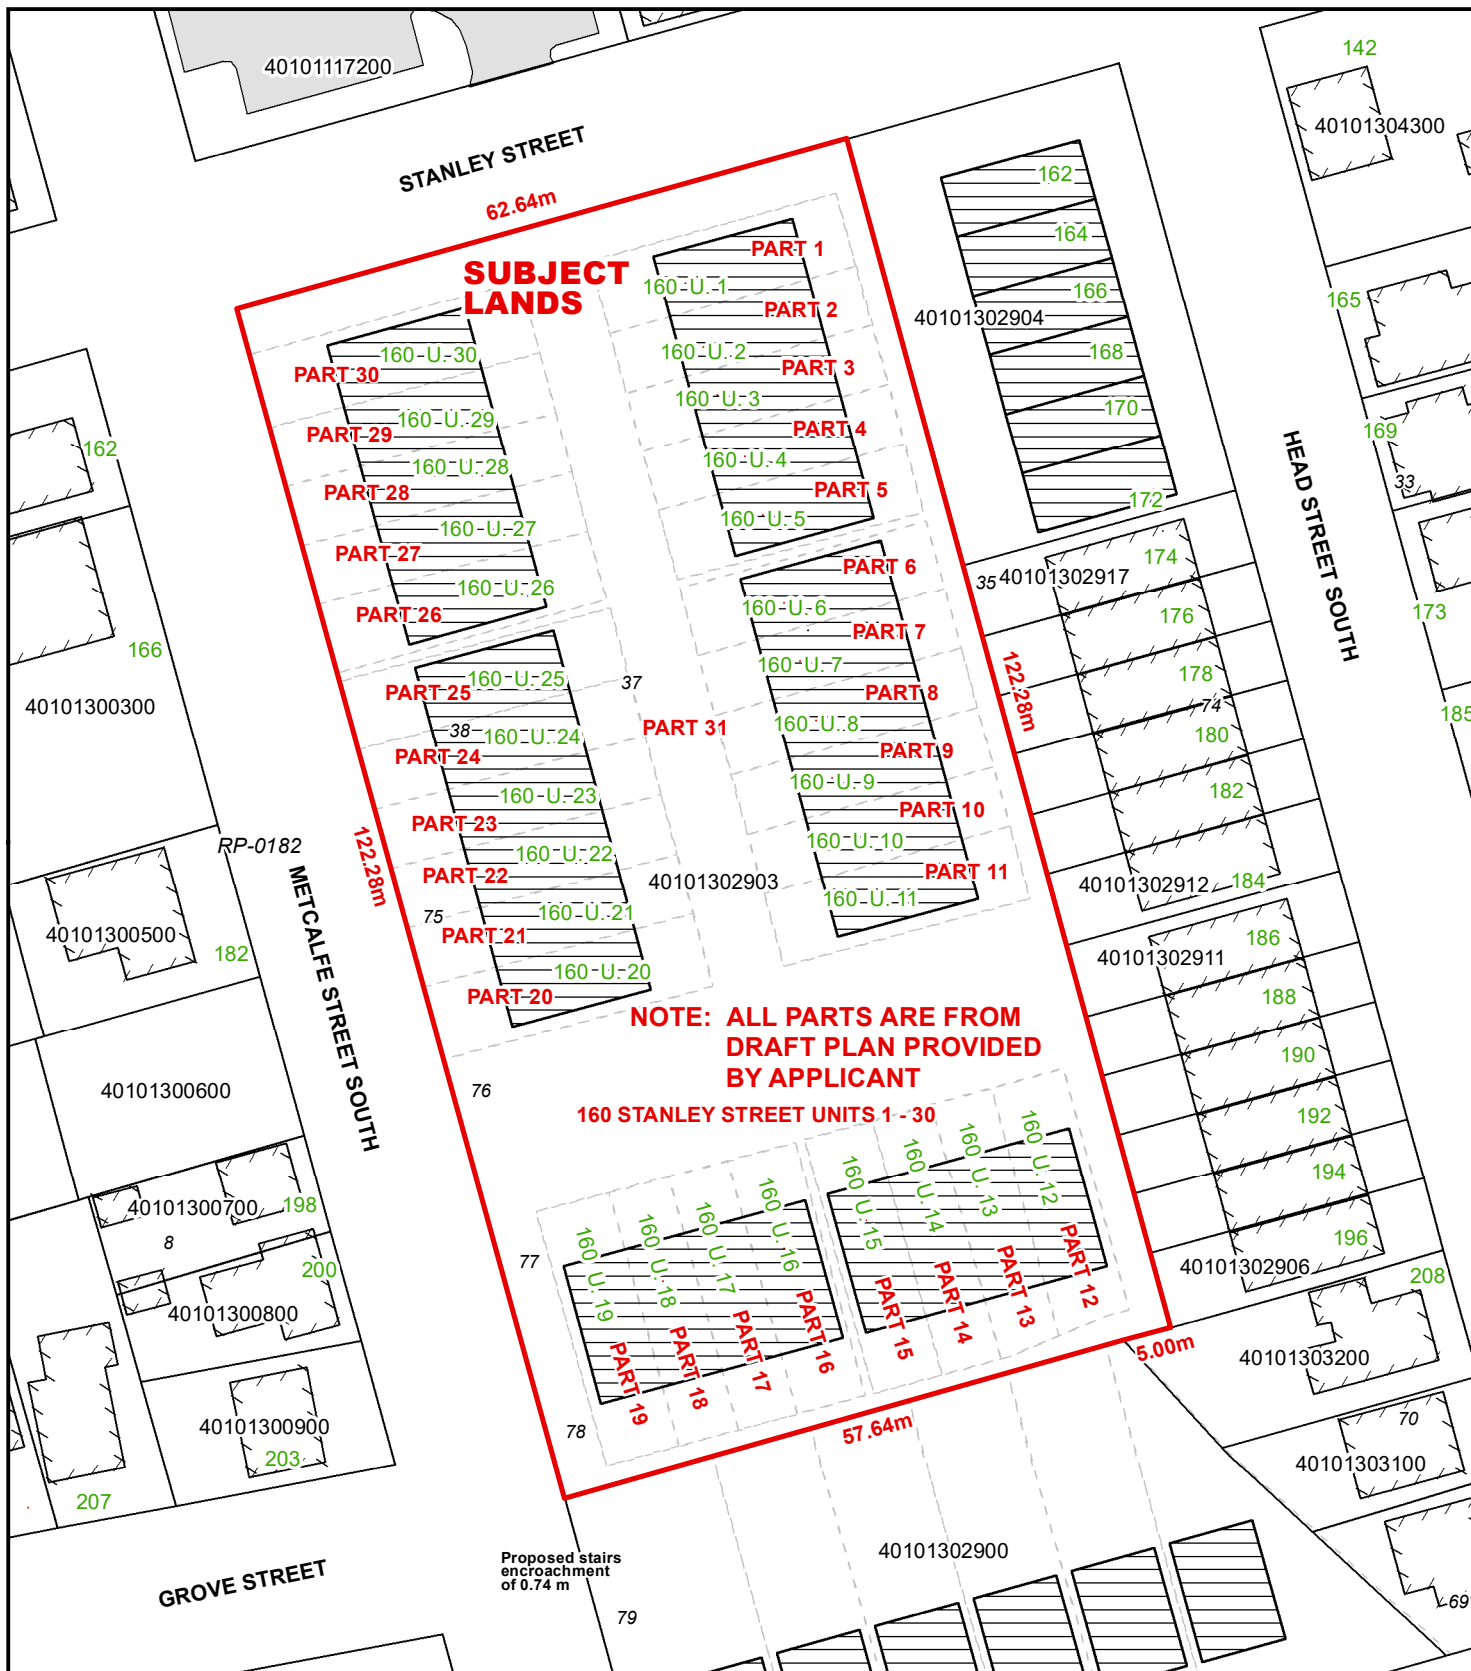 40101117200
142
40101304300
STANLEY STREET
62.64m
162
164
166
168
170
172
40101302904
165
169
33
173
185
HEAD STREET SOUTH
SUBJECT
LANDS
PART 1
160 U. 1
PART 2
160 U. 2
PART 3
160 U. 3
PART 4
160 U. 4
PART 5
160 U. 5
160 U. 30
PART 30
160 U. 29
PART 29
160 U. 28
PART 28
160 U. 27
PART 27
160 U. 26
PART 26
162
166
40101300300
PART 6
160 U. 6
PART 7
160 U. 7
PART 8
160 U. 8
PART 9
160 U. 9
PART 10
160 U. 10
PART 11
160 U. 11
35
40101302917
174
176
178
74
180
182
184
40101302912
122.28m
160 U. 25
PART 25
37
38
160 U. 24
PART 24
PART 31
160 U. 23
PART 23
160 U. 22
PART 22
40101302903
75
160 U. 21
PART 21
160 U. 20
PART 20
122.28m
RP-0182
METCALFE STREET SOUTH
40101300500
182
40101302911
186
188
190
192
194
196
40101302906
NOTE: ALL PARTS ARE FROM
DRAFT PLAN PROVIDED
BY APPLICANT
160 STANLEY STREET UNITS 1 - 30
76
40101300600
40101300700
198
8
200
40101300800
40101300900
203
207
77
78
160 U. 19
160 U. 18
160 U. 17
160 U. 16
160 U. 15
160 U. 14
160 U. 13
160 U. 12
PART 19
PART 18
PART 17
PART 16
PART 15
PART 14
PART 13
PART 12
5.00m
57.64m
208
40101303200
70
40101303100
69
GROVE STREET
Proposed stairs
encroachment
of 0.74 m
79
40101302900